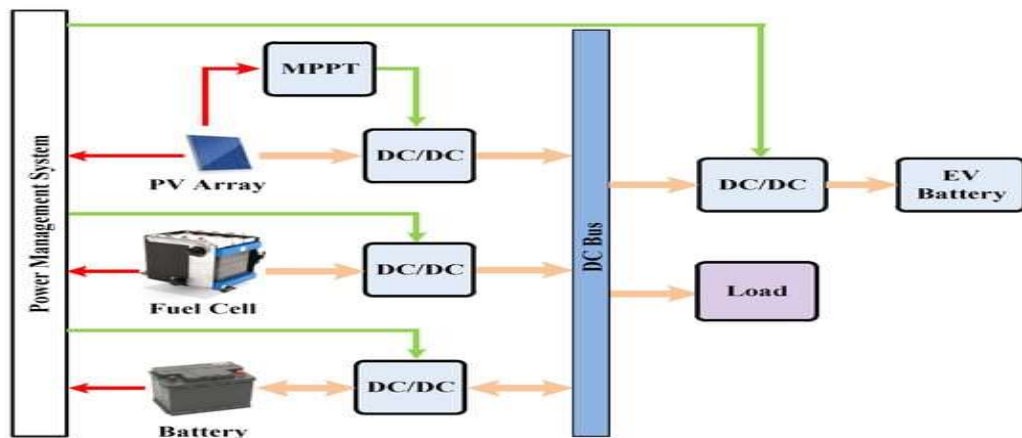 Power Management System
MPPT
DC/DC
PV Array
DC/DC
Fuel Cell
DC/DC
Battery
DC Bus
DC/DC
EV
Battery
Load